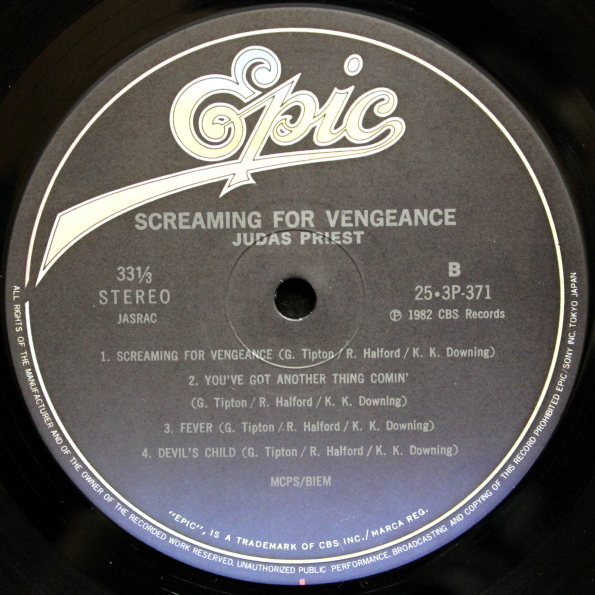 Epic
SCREAMING FOR VENGEANCE
JUDAS PRIEST
33⅓
STEREO
JASRAC
B
25•3P-371
Ⓟ 1982 CBS Records
1. SCREAMING FOR VENGEANCE (G. Tipton / R. Halford / K. K. Downing)
2. YOU'VE GOT ANOTHER THING COMIN'
(G. Tipton / R. Halford / K. K. Downing)
3. FEVER (G. Tipton / R. Halford / K. K. Downing)
4. DEVIL'S CHILD (G. Tipton / R. Halford / K. K. Downing)
MCPS/BIEM
"EPIC", IS A TRADEMARK OF CBS INC./MARCA REG.
ALL RIGHTS OF THE MANUFACTURER AND OF THE OWNER OF THE RECORDED WORK RESERVED. UNAUTHORIZED PUBLIC PERFORMANCE, BROADCASTING AND COPYING OF THIS RECORD PROHIBITED EPIC/SONY INC. TOKYO JAPAN